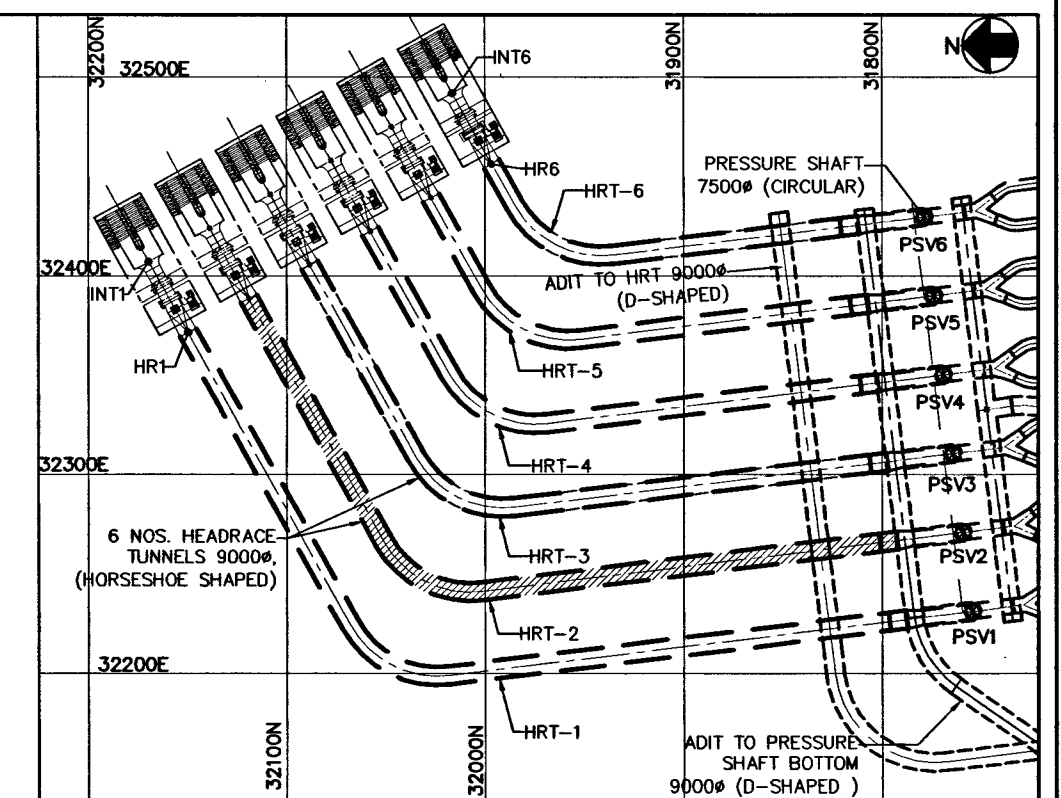 32200N
32500E
INT6
31900N
31800N
N
HR6
PRESSURE SHAFT
7500ø (CIRCULAR)
HRT-6
PSV6
32400E
INT1
ADIT TO HRT 9000ø
(D-SHAPED)
PSV5
HR1
HRT-5
PSV4
32300E
HRT-4
PSV3
6 NOS. HEADRACE
TUNNELS 9000ø,
(HORSESHOE SHAPED)
HRT-3
PSV2
HRT-2
PSV1
32200E
32100N
32000N
HRT-1
ADIT TO PRESSURE
SHAFT BOTTOM
9000ø (D-SHAPED )